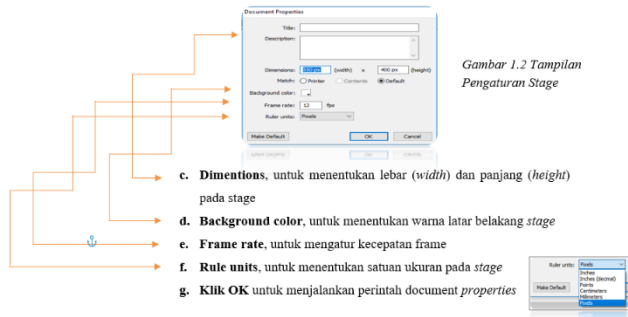 Document Properties
Title:
Description:
Dimensions: 550 px (width) x 400 px (height)
Match: Printer Contents Default
Background color:
Frame rate: 12 fps
Ruler units: Pixels
Make Default OK Cancel
Gambar 1.2 Tampilan
Pengaturan Stage
c. Dimentions, untuk menentukan lebar (width) dan panjang (height)
pada stage
d. Background color, untuk menentukan warna latar belakang stage
e. Frame rate, untuk mengatur kecepatan frame
f. Rule units, untuk menentukan satuan ukuran pada stage
g. Klik OK untuk menjalankan perintah document properties
Ruler units: Pixels
Inches
Inches (decimal)
Points
Centimeters
Millimeters
Pixels
Make Default